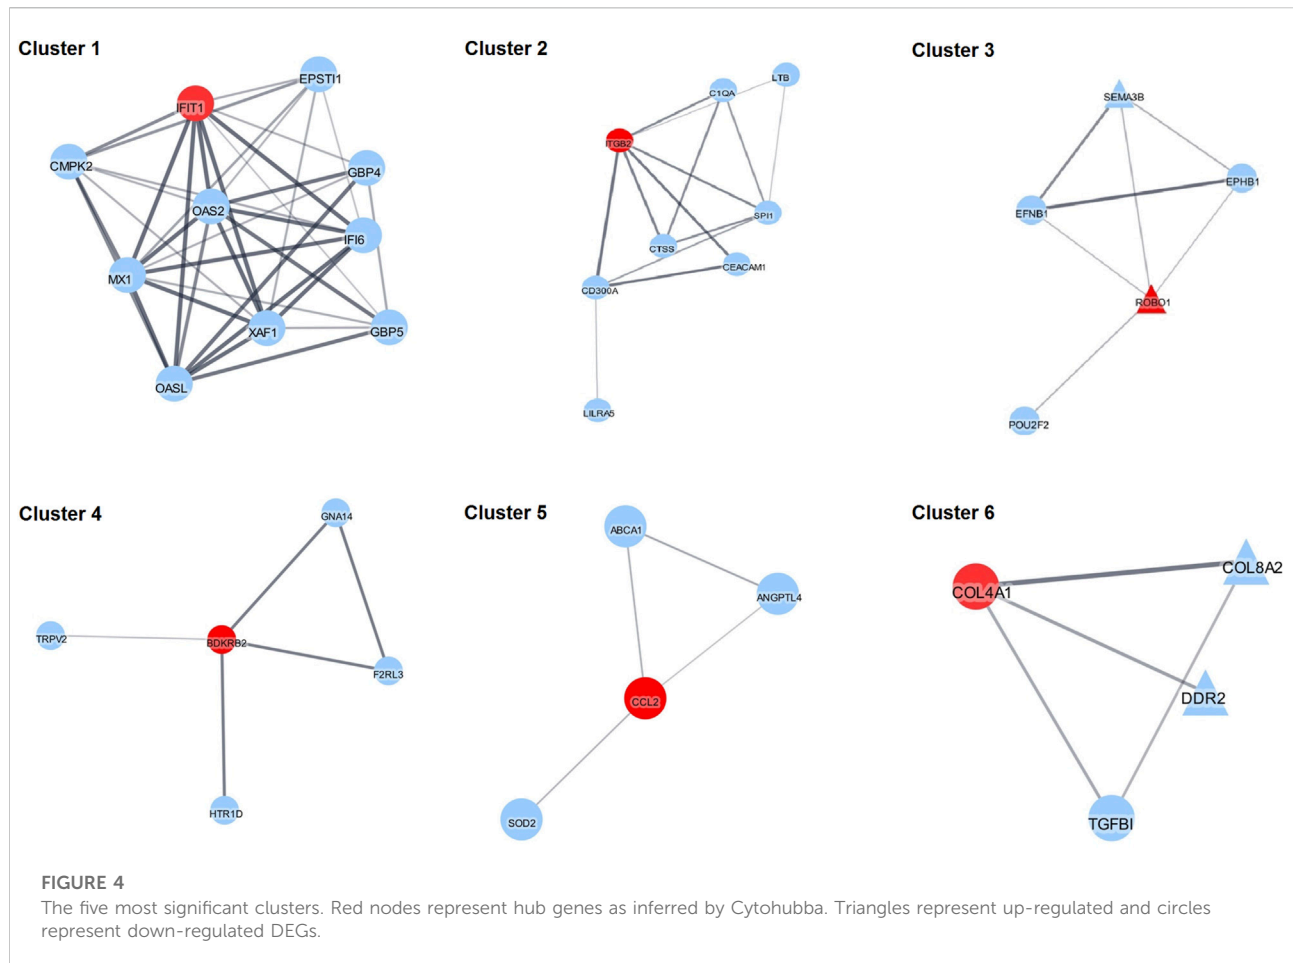 Cluster 1
EPSTI1
IFIT1
CMPK2
GBP4
OAS2
IFI6
MX1
XAF1
GBP5
OASL
Cluster 2
LTB
C1QA
ITGB2
SPI1
CTSS
CEACAM1
CD300A
LILRA5
Cluster 3
SEMA3B
EPHB1
EFNB1
ROBO1
POU2F2
Cluster 4
GNA14
TRPV2
BDKRB2
F2RL3
HTR1D
Cluster 5
ABCA1
ANGPTL4
CCL2
SOD2
Cluster 6
COL8A2
COL4A1
DDR2
TGFBI
FIGURE 4
The five most significant clusters. Red nodes represent hub genes as inferred by Cytohubba. Triangles represent up-regulated and circles
represent down-regulated DEGs.